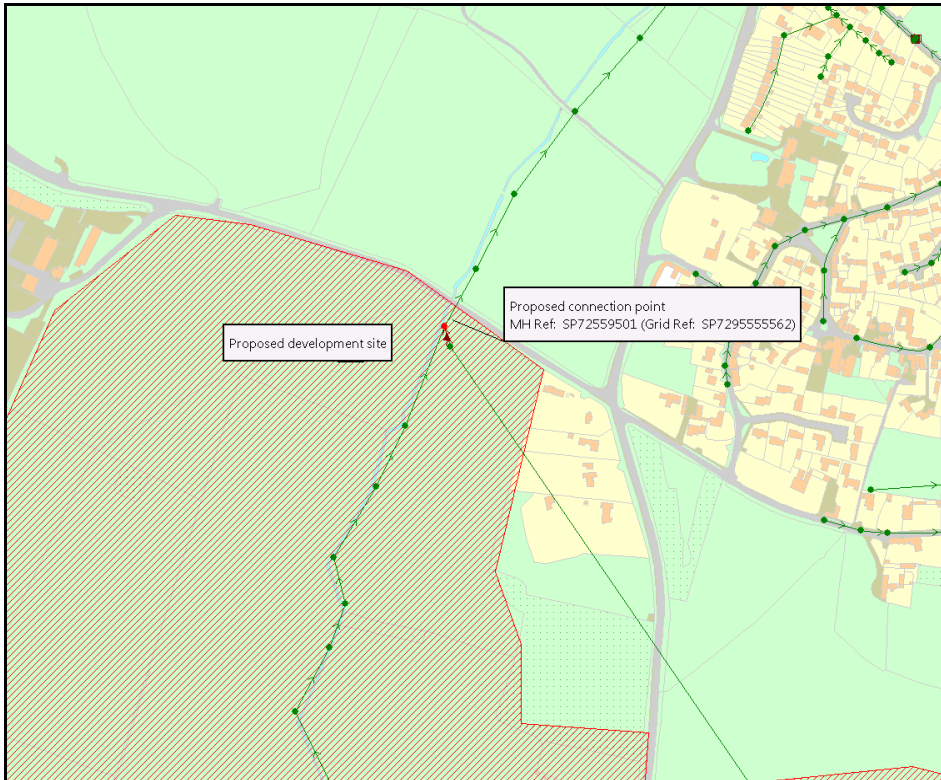 Proposed connection point
MH Ref:  SP72559501 (Grid Ref:  SP7295555562)
Proposed development site